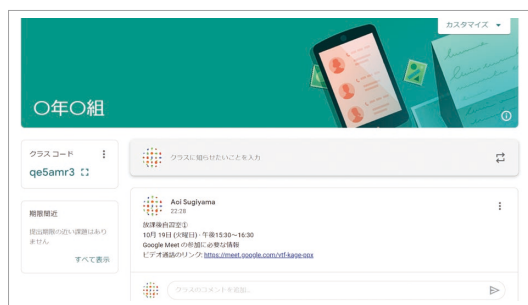 カスタマイズ
〇年〇組
クラスコード
qe5amr3
クラスに知らせたいことを入力
期限間近
提出期限の近い課題はあり
ません
すべて表示
Aoi Sugiyama
22:28
放課後自習室①
10月 19日 (火曜日) · 午後15:30～16:30
Google Meet の参加に必要な情報
ビデオ通話のリンク: https://meet.google.com/vtf-kage-ppx
クラスのコメントを追加...